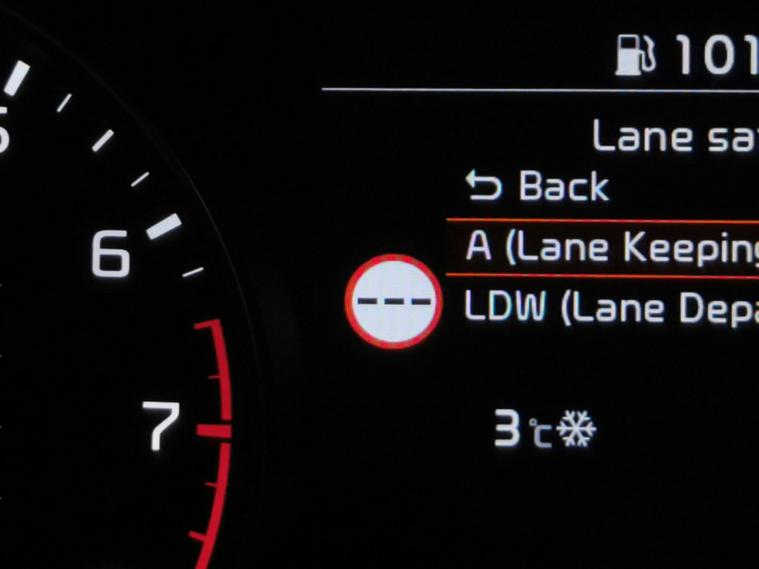 101
Lane sa
Back
A (Lane Keeping
LDW (Lane Depa
---
3 °C
5
6
7